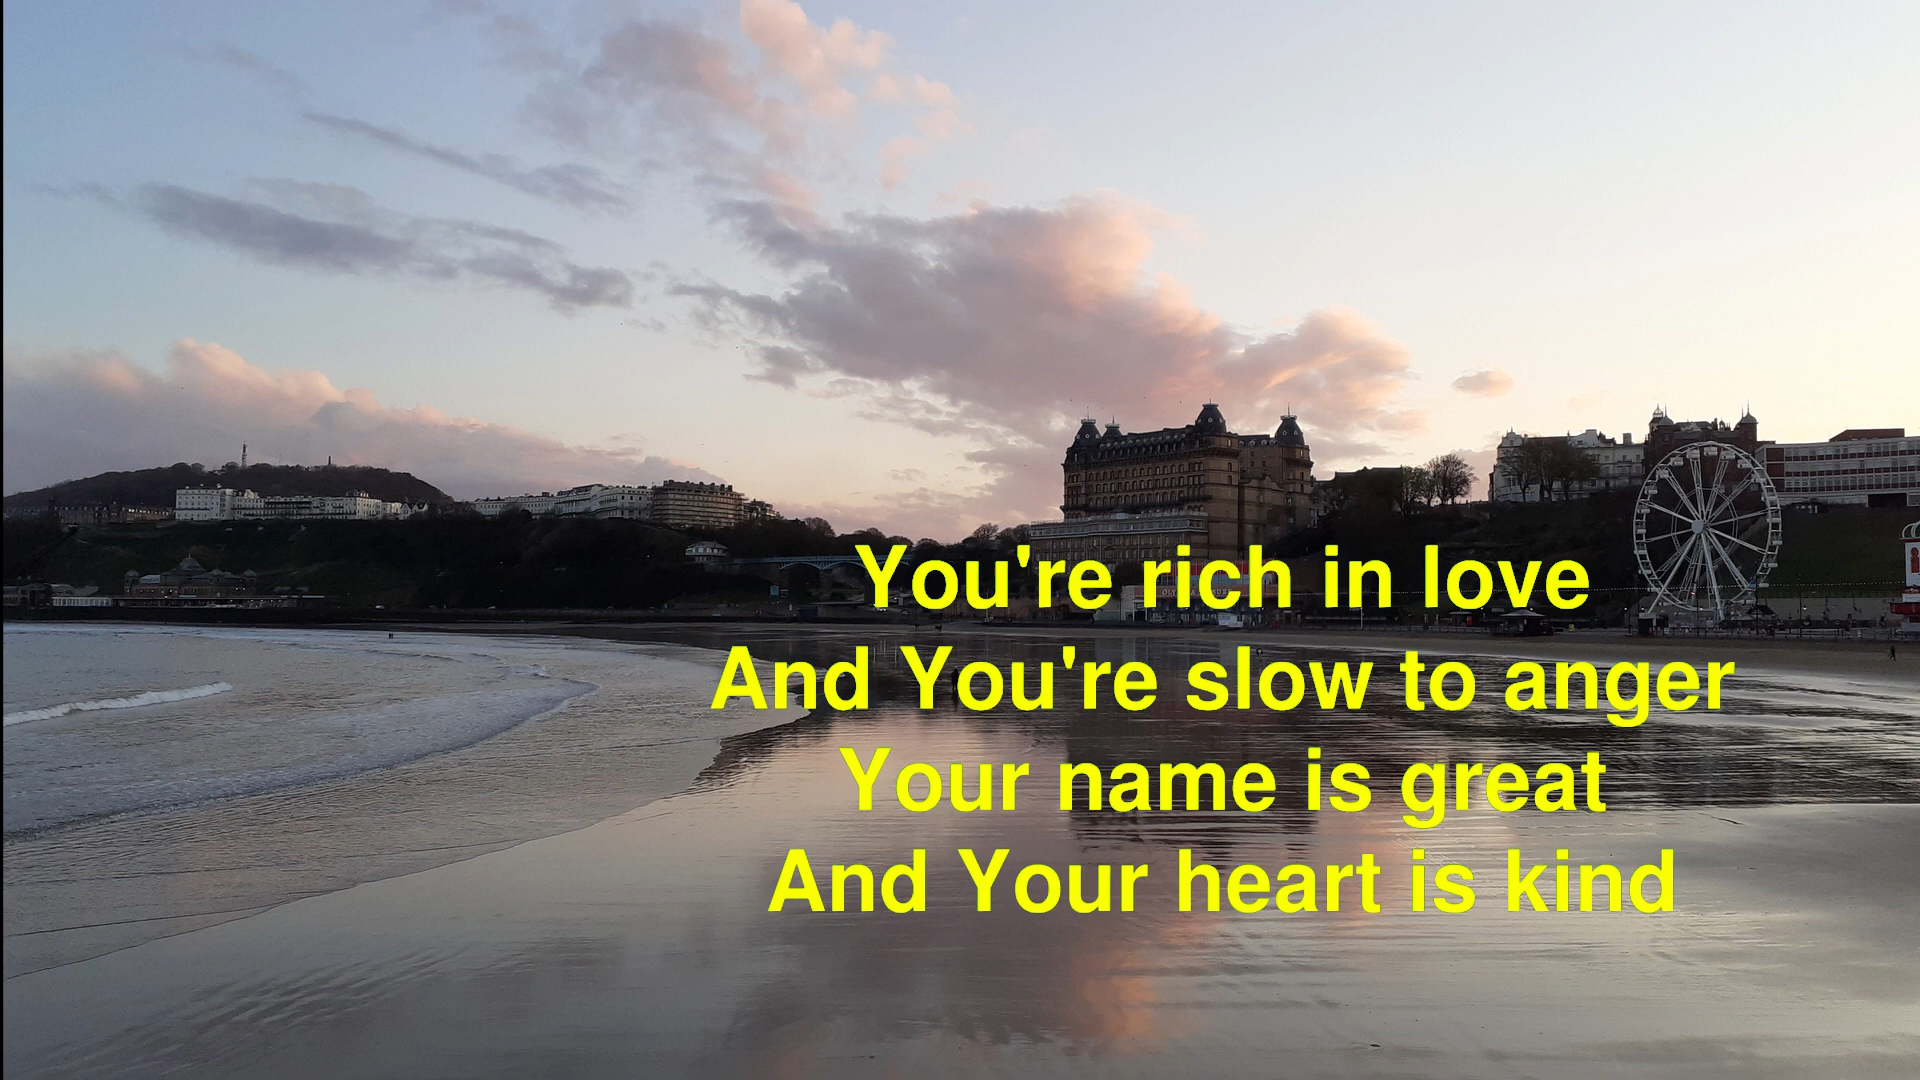 You're rich in love
And You're slow to anger
Your name is great
And Your heart is kind